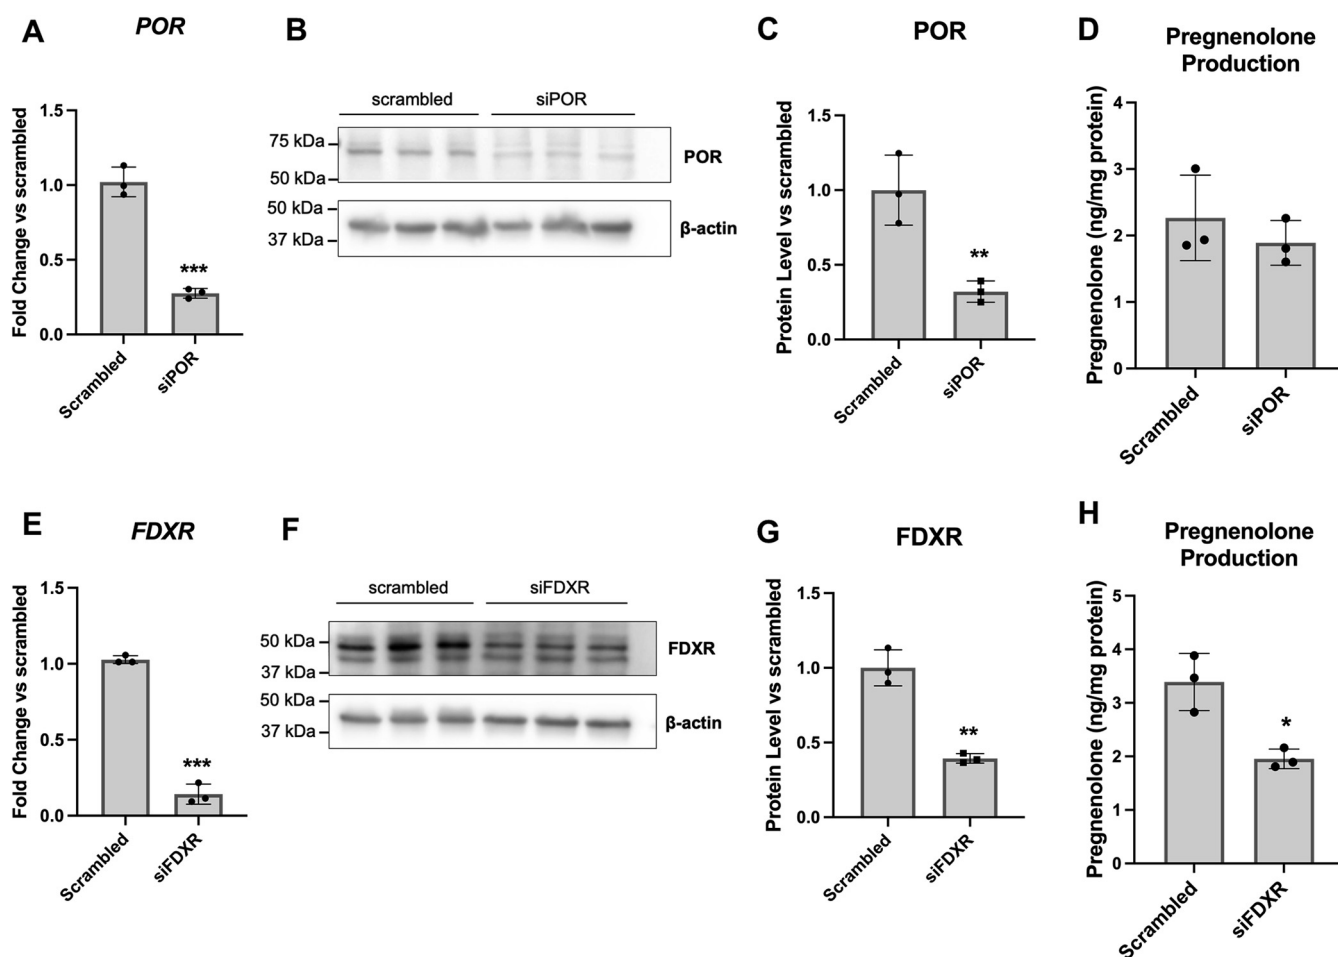 A
POR
Fold Change vs scrambled
1.5
1.0
0.5
0.0
***
Scrambled
siPOR
B
scrambled
siPOR
75 kDa
50 kDa
POR
50 kDa
37 kDa
β-actin
C
POR
Protein Level vs scrambled
1.5
1.0
0.5
0.0
**
Scrambled
siPOR
D
Pregnenolone
Production
Pregnenolone (ng/mg protein)
4
3
2
1
0
Scrambled
siPOR
E
FDXR
Fold Change vs scrambled
1.5
1.0
0.5
0.0
***
Scrambled
siFDXR
F
scrambled
siFDXR
50 kDa
37 kDa
FDXR
50 kDa
37 kDa
β-actin
G
FDXR
Protein Level vs scrambled
1.5
1.0
0.5
0.0
**
Scrambled
siFDXR
H
Pregnenolone
Production
Pregnenolone (ng/mg protein)
5
4
3
2
1
0
*
Scrambled
siFDXR